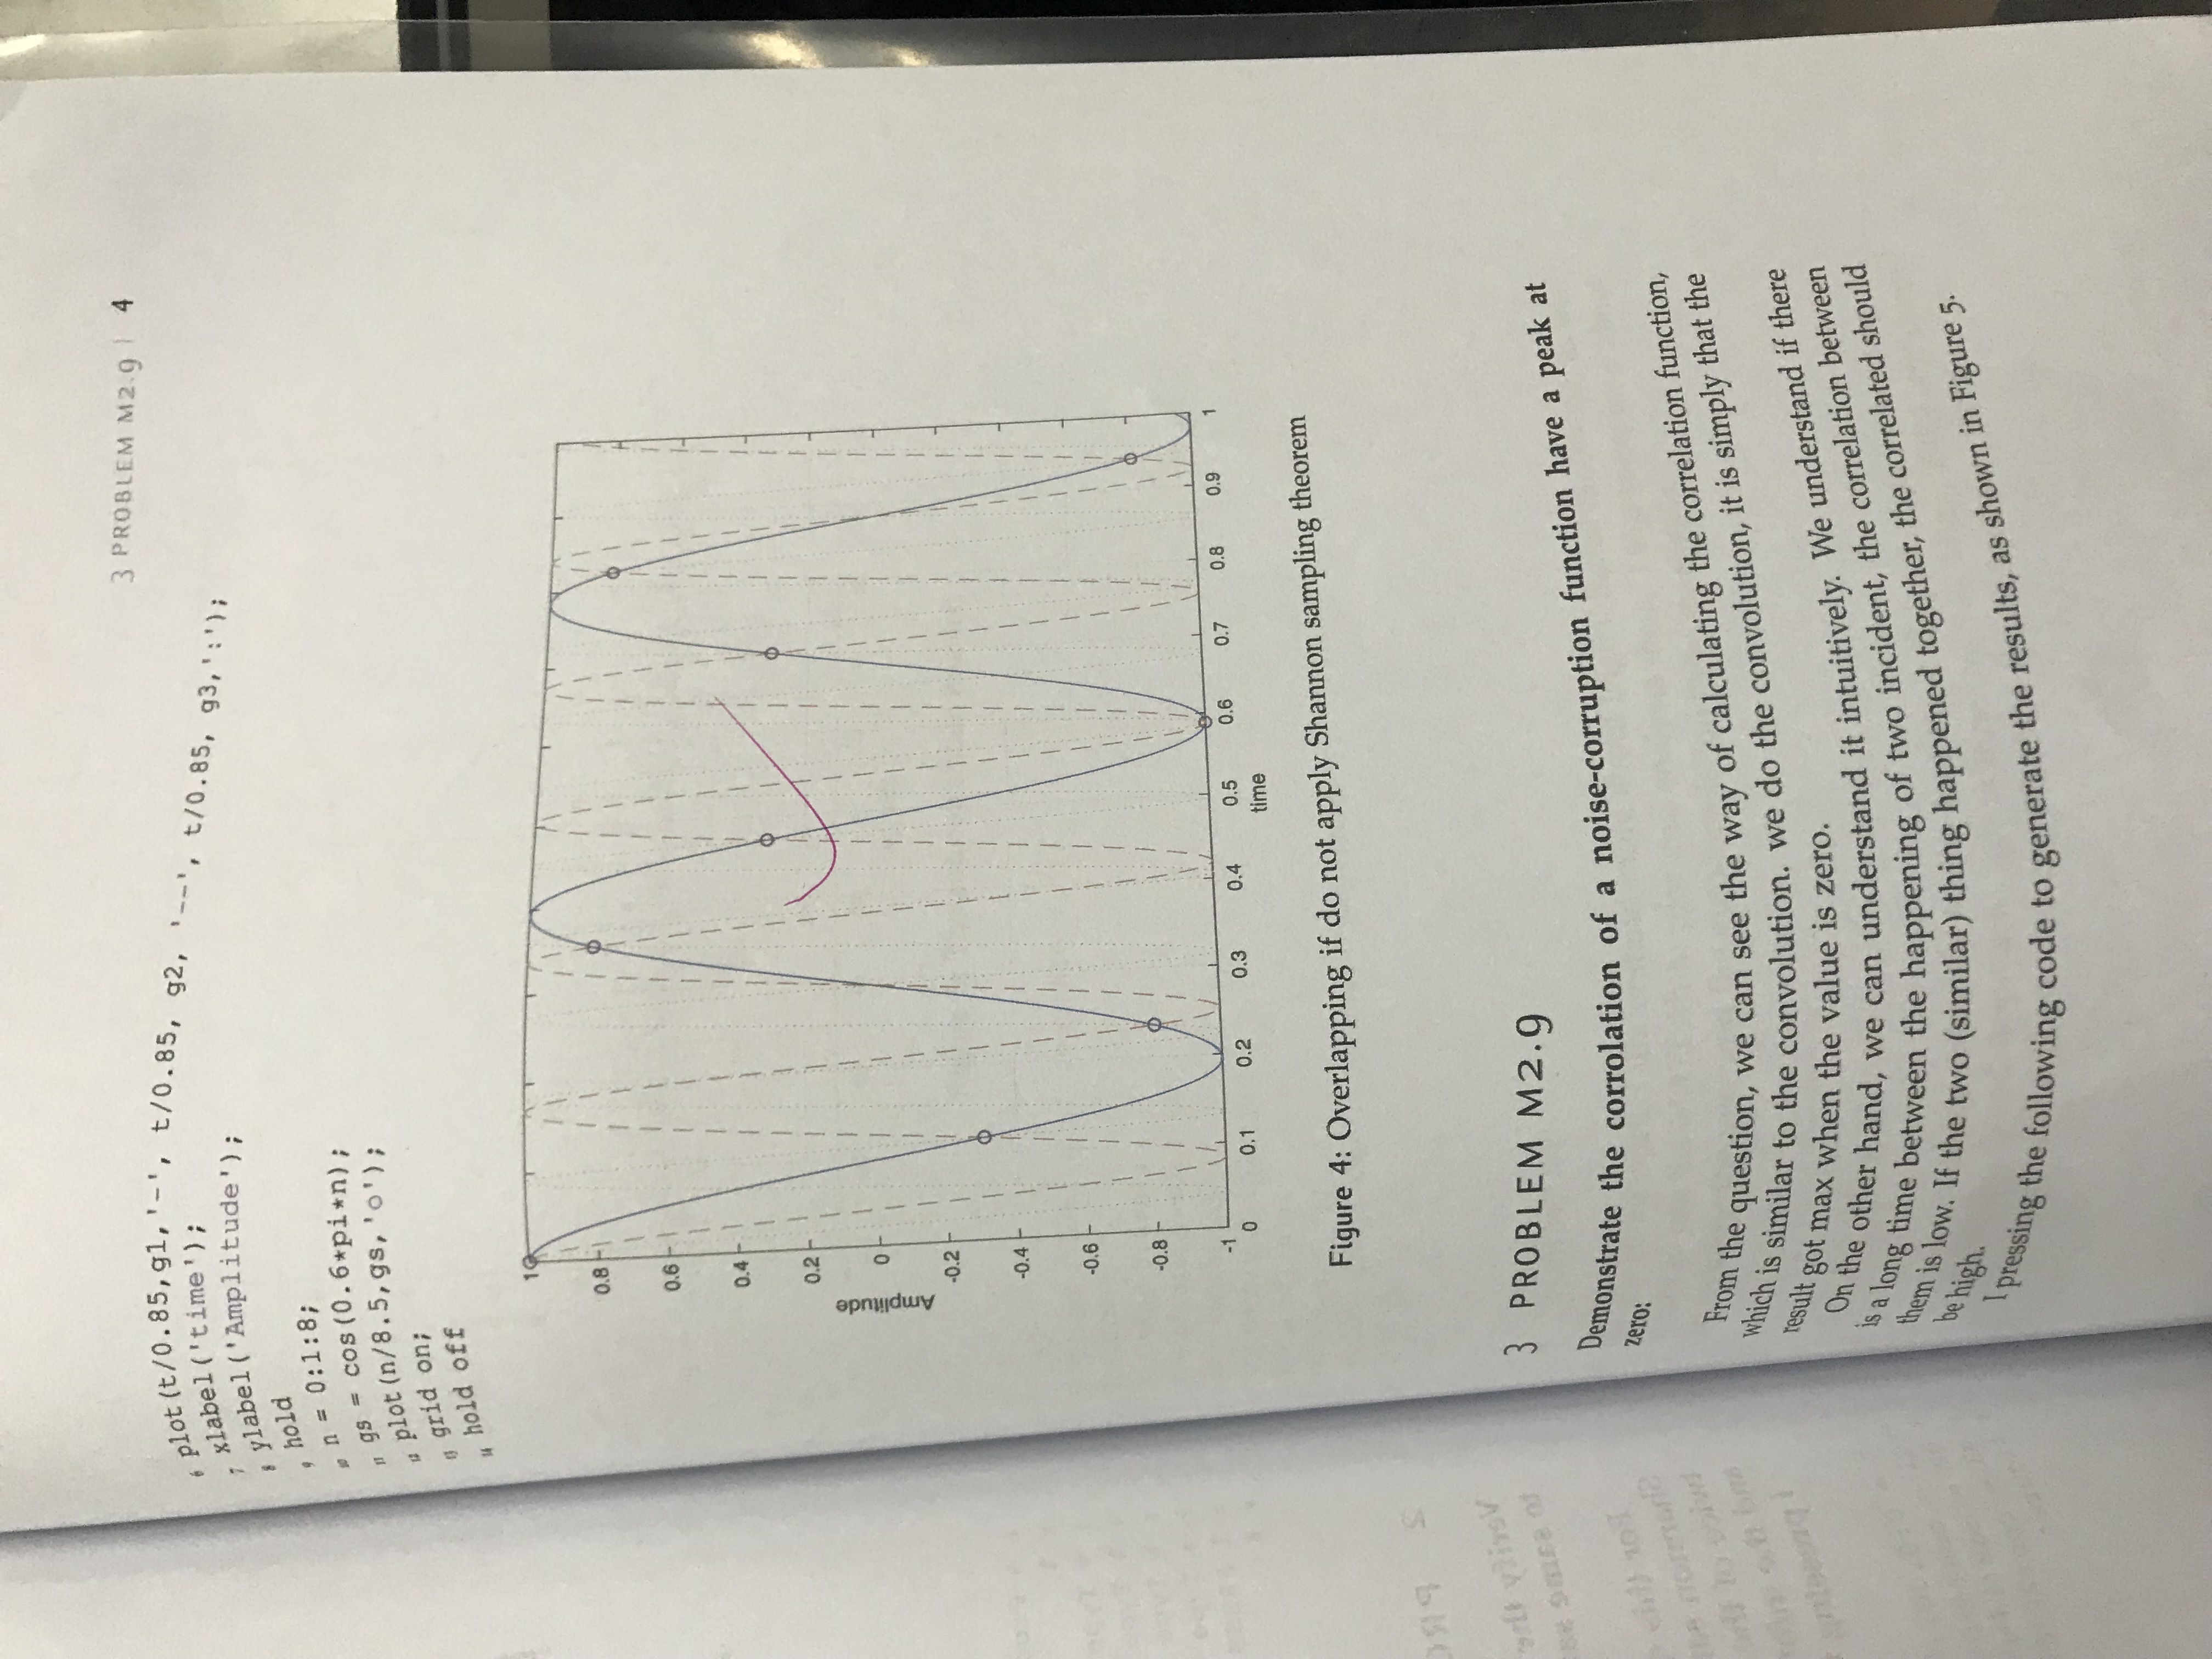 3 PROBLEM M2.9 | 4
6 plot(t/0.85,g1,'-', t/0.85, g2, '--', t/0.85, g3,':');
7 xlabel('time');
8 ylabel('Amplitude');
9 hold
10 n = 0:1:8;
11 gs = cos(0.6*pi*n);
12 plot(n/8.5,gs,'o');
13 grid on;
14 hold off
1
0.8
0.6
0.4
0.2
0
-0.2
-0.4
-0.6
-0.8
-1
Amplitude
0 0.1 0.2 0.3 0.4 0.5 0.6 0.7 0.8 0.9 1
time
Figure 4: Overlapping if do not apply Shannon sampling theorem
3 PROBLEM M2.9
Demonstrate the corrolation of a noise-corruption function have a peak at
zero:
From the question, we can see the way of calculating the correlation function,
which is similar to the convolution. we do the convolution, it is simply that the
result got max when the value is zero.
On the other hand, we can understand it intuitively. We understand if there
is a long time between the happening of two incident, the correlation between
them is low. If the two (similar) thing happened together, the correlated should
be high.
I pressing the following code to generate the results, as shown in Figure 5.